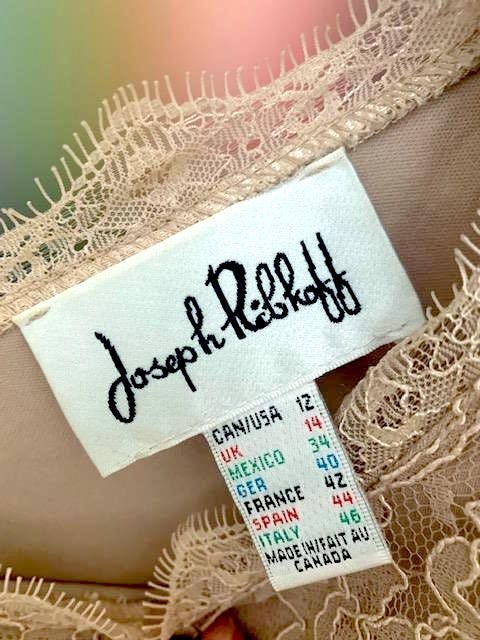 Joseph Ribkoff
CAN/USA 12
UK 14
MEXICO 34
GER 40
FRANCE 42
SPAIN 44
ITALY 46
MADE IN/FAIT AU
CANADA